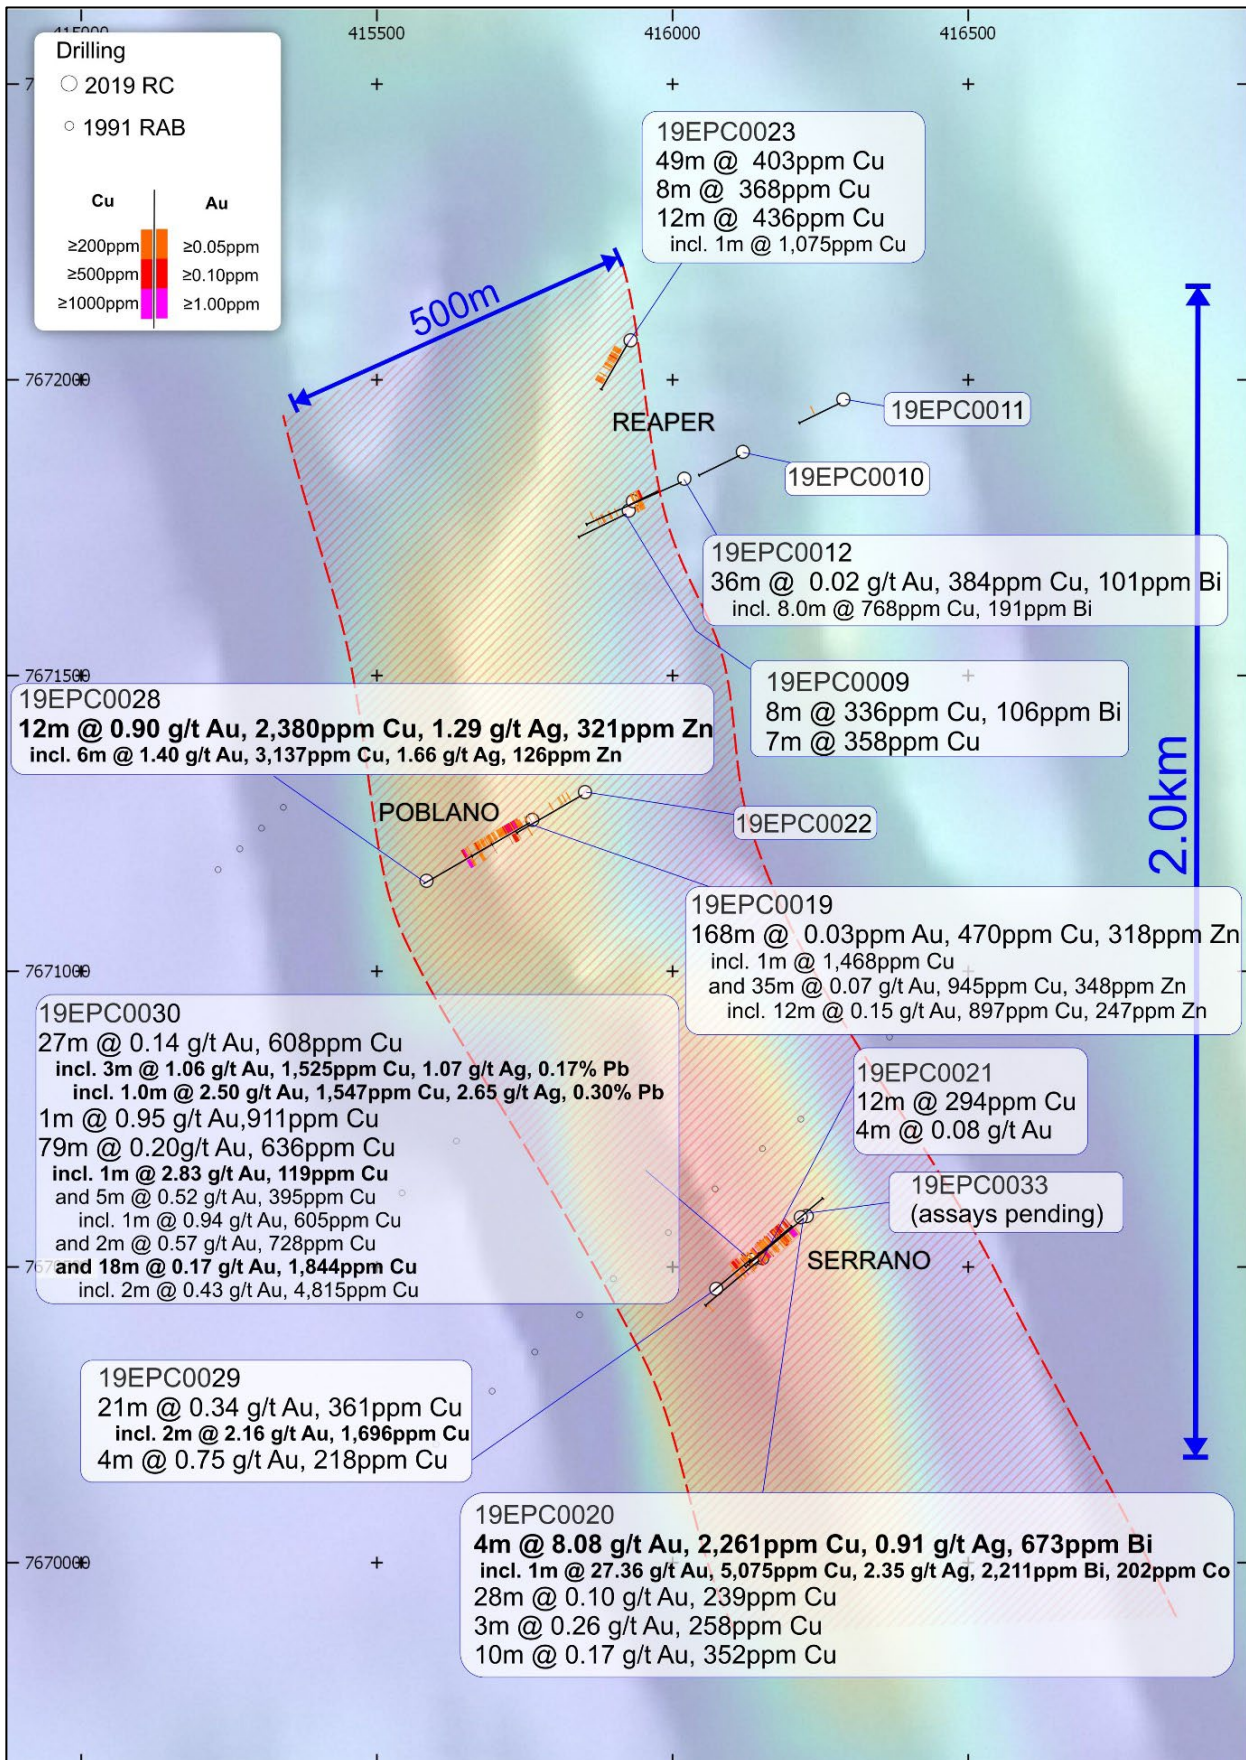 415000
415500
416000
416500
Drilling
2019 RC
1991 RAB
Cu
Au
≥200ppm
≥0.05ppm
≥500ppm
≥0.10ppm
≥1000ppm
≥1.00ppm
19EPC0023
49m @ 403ppm Cu
8m @ 368ppm Cu
12m @ 436ppm Cu
incl. 1m @ 1,075ppm Cu
500m
7672000
REAPER
19EPC0011
19EPC0010
19EPC0012
36m @ 0.02 g/t Au, 384ppm Cu, 101ppm Bi
incl. 8.0m @ 768ppm Cu, 191ppm Bi
7671500
19EPC0009
8m @ 336ppm Cu, 106ppm Bi
7m @ 358ppm Cu
19EPC0028
12m @ 0.90 g/t Au, 2,380ppm Cu, 1.29 g/t Ag, 321ppm Zn
incl. 6m @ 1.40 g/t Au, 3,137ppm Cu, 1.66 g/t Ag, 126ppm Zn
2.0km
POBLANO
19EPC0022
19EPC0019
168m @ 0.03ppm Au, 470ppm Cu, 318ppm Zn
incl. 1m @ 1,468ppm Cu
and 35m @ 0.07 g/t Au, 945ppm Cu, 348ppm Zn
incl. 12m @ 0.15 g/t Au, 897ppm Cu, 247ppm Zn
7671000
19EPC0030
27m @ 0.14 g/t Au, 608ppm Cu
incl. 3m @ 1.06 g/t Au, 1,525ppm Cu, 1.07 g/t Ag, 0.17% Pb
incl. 1.0m @ 2.50 g/t Au, 1,547ppm Cu, 2.65 g/t Ag, 0.30% Pb
1m @ 0.95 g/t Au,911ppm Cu
79m @ 0.20g/t Au, 636ppm Cu
incl. 1m @ 2.83 g/t Au, 119ppm Cu
and 5m @ 0.52 g/t Au, 395ppm Cu
incl. 1m @ 0.94 g/t Au, 605ppm Cu
and 2m @ 0.57 g/t Au, 728ppm Cu
and 18m @ 0.17 g/t Au, 1,844ppm Cu
incl. 2m @ 0.43 g/t Au, 4,815ppm Cu
19EPC0021
12m @ 294ppm Cu
4m @ 0.08 g/t Au
19EPC0033
(assays pending)
SERRANO
19EPC0029
21m @ 0.34 g/t Au, 361ppm Cu
incl. 2m @ 2.16 g/t Au, 1,696ppm Cu
4m @ 0.75 g/t Au, 218ppm Cu
19EPC0020
4m @ 8.08 g/t Au, 2,261ppm Cu, 0.91 g/t Ag, 673ppm Bi
incl. 1m @ 27.36 g/t Au, 5,075ppm Cu, 2.35 g/t Ag, 2,211ppm Bi, 202ppm Co
28m @ 0.10 g/t Au, 239ppm Cu
3m @ 0.26 g/t Au, 258ppm Cu
10m @ 0.17 g/t Au, 352ppm Cu
7670000